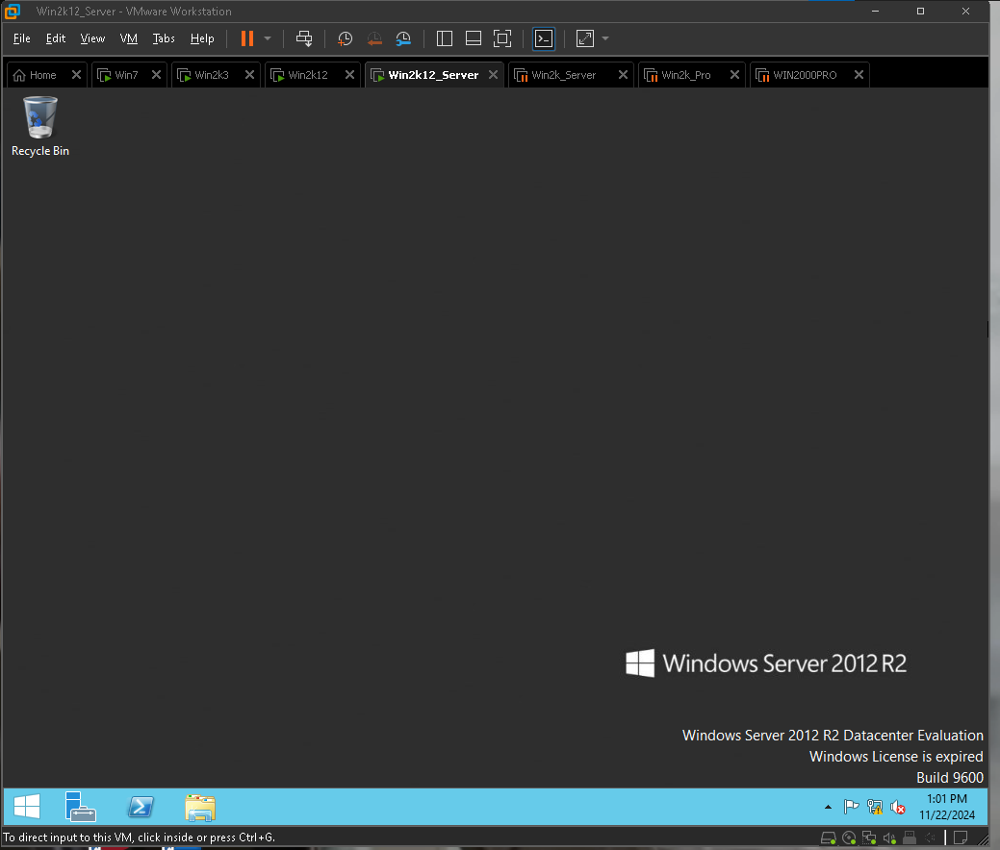 Win2k12_Server - VMware Workstation
File Edit View VM Tabs Help
Home Win7 Win2k3 Win2k12 Win2k12_Server Win2k_Server Win2k_Pro WIN2000PRO
Recycle Bin
Windows Server 2012 R2
Windows Server 2012 R2 Datacenter Evaluation
Windows License is expired
Build 9600
1:01 PM
11/22/2024
To direct input to this VM, click inside or press Ctrl+G.